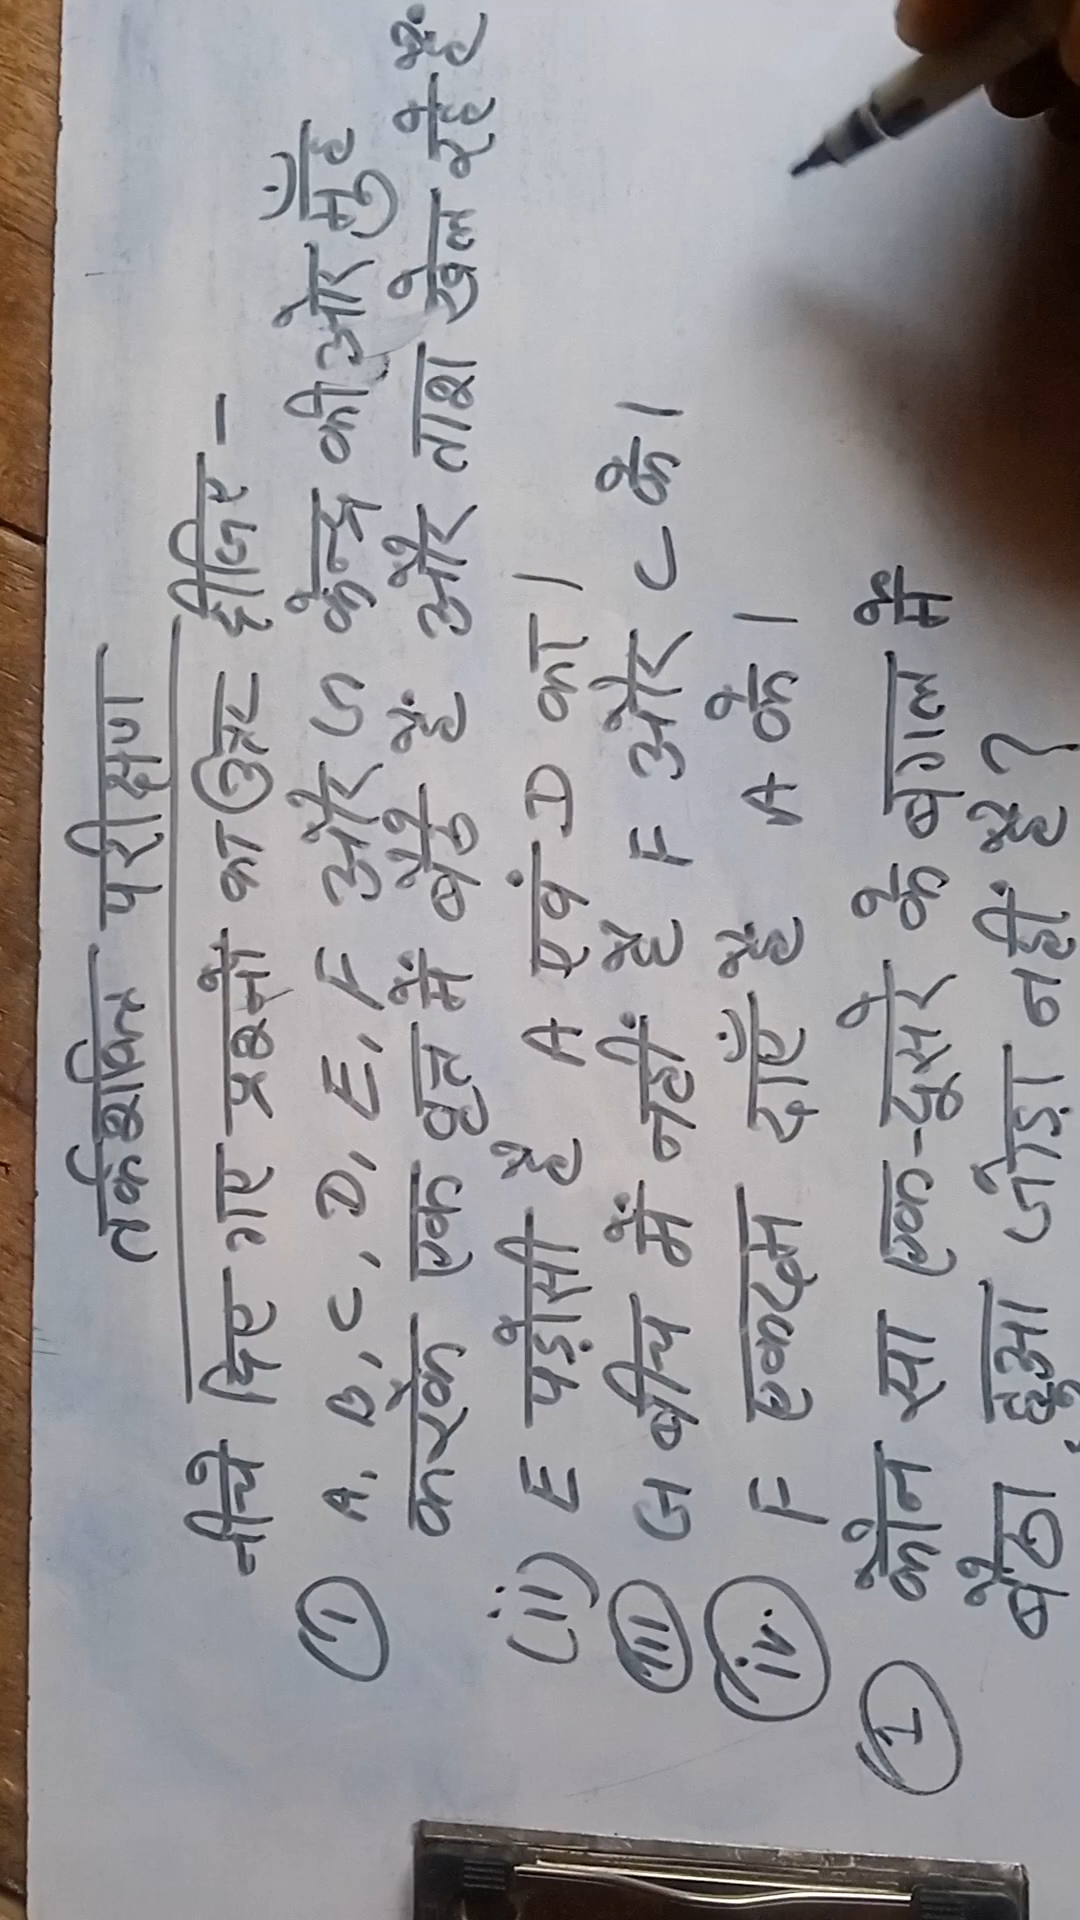 तर्कशक्ति परीक्षण
नीचे दिए गए प्रश्नों का उत्तर दीजिए -
(i) A, B, C, D, E, F और G केन्द्र की ओर मुँह
करके एक वृत में बैठे हैं और ताश खेल रहे हैं
(ii) E पड़ोसी है A एवं D का।
(iii) G बीच में नहीं है F और C के।
(iv.) F एकदम दाएँ है A के।
(1) कौन सा एक-दुसरे के बगल में
बैठा हुआ जोड़ा नहीं है?